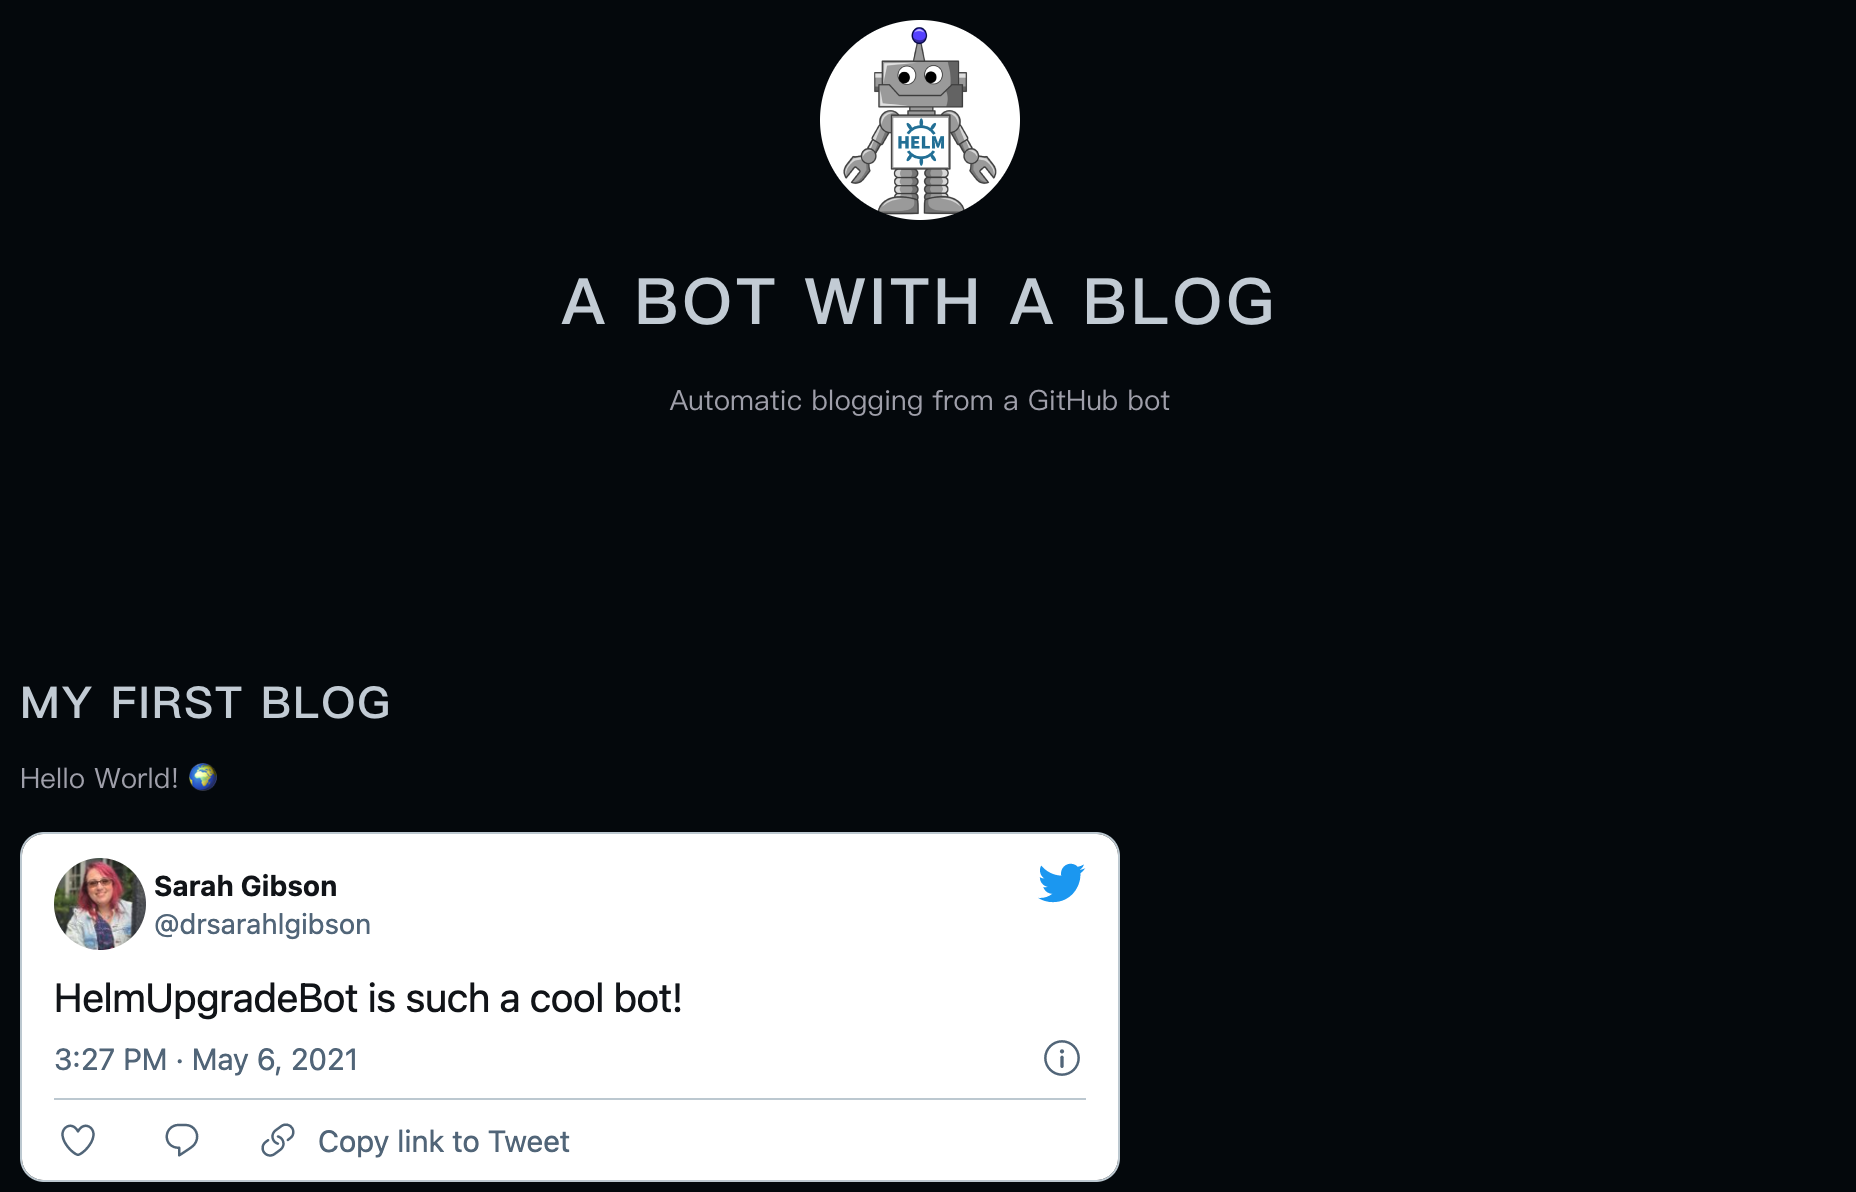 HELM
A BOT WITH A BLOG
Automatic blogging from a GitHub bot
MY FIRST BLOG
Hello World! 🌍
Sarah Gibson
@drsarahlgibson
HelmUpgradeBot is such a cool bot!
3:27 PM · May 6, 2021
Copy link to Tweet